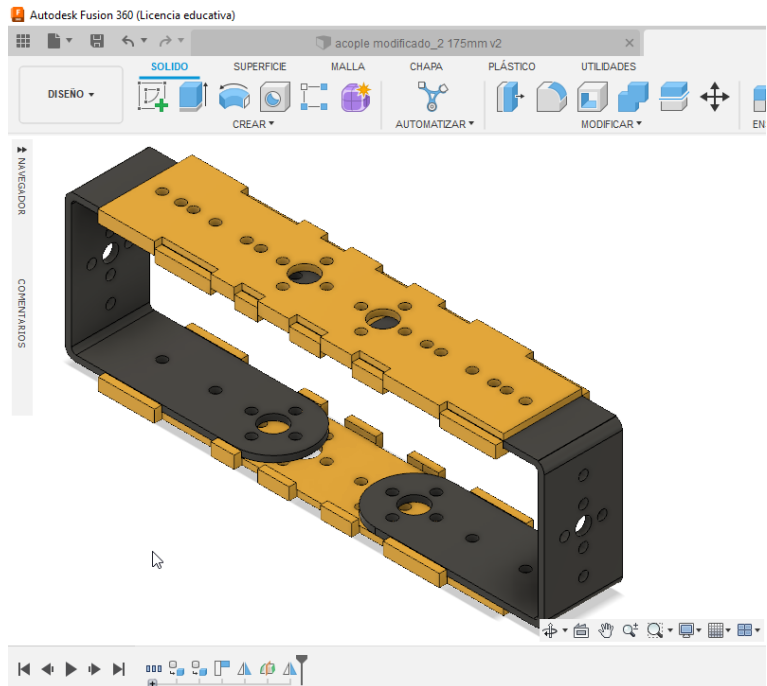 Autodesk Fusion 360 (Licencia educativa)
acople modificado_2 175mm v2
SOLIDO SUPERFICIE MALLA CHAPA PLÁSTICO UTILIDADES
DISEÑO
CREAR AUTOMATIZAR MODIFICAR EN
NAVEGADOR
COMENTARIOS